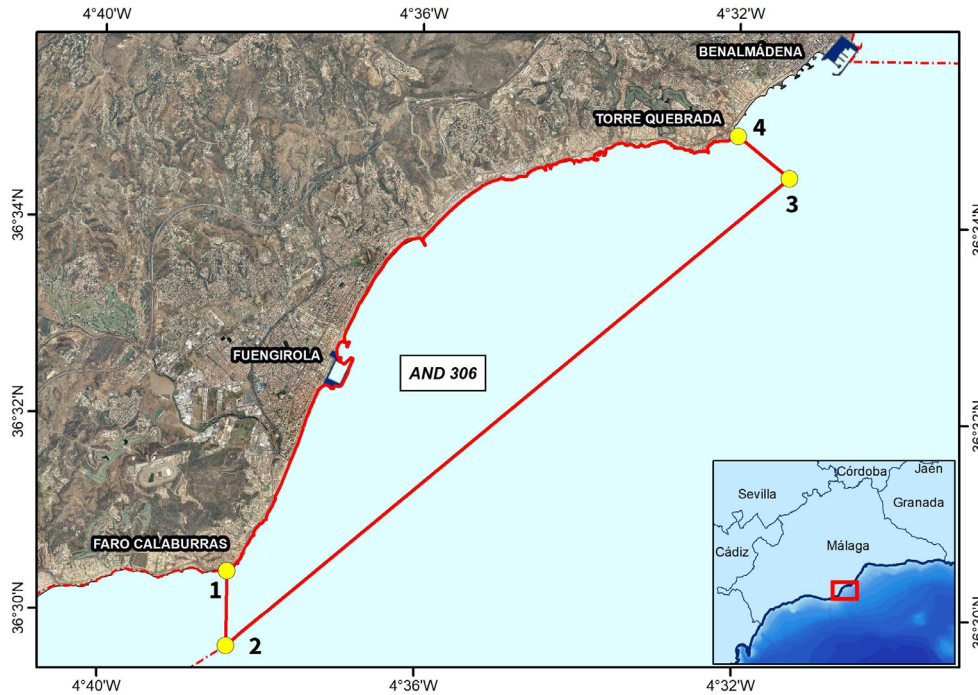 4°40'W
4°36'W
4°32'W
BENALMÁDENA
TORRE QUEBRADA
4
3
36°34'N
36°34'N
FUENGIROLA
AND 306
36°32'N
36°32'N
FARO CALABURRAS
1
2
36°30'N
36°30'N
Córdoba
Jaén
Sevilla
Granada
Cádiz
Málaga
4°40'W
4°36'W
4°32'W